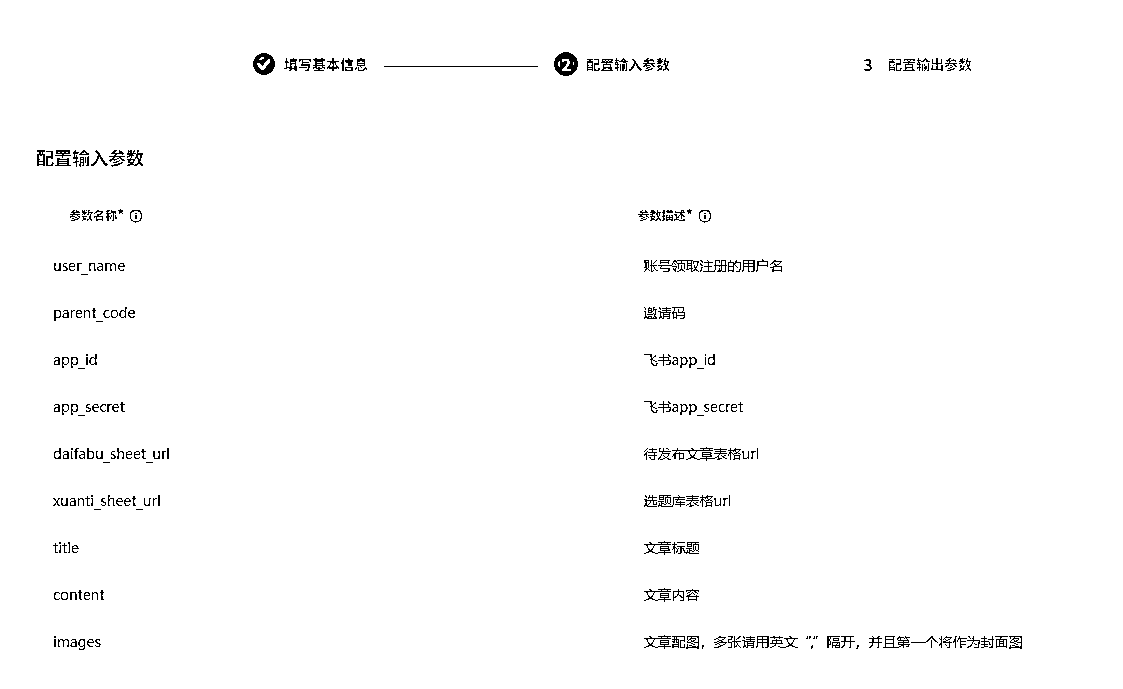 填写基本信息 2 配置输入参数 3 配置输出参数
配置输入参数
参数名称* 参数描述*
user_name 账号领取注册的用户名
parent_code 邀请码
app_id 飞书app_id
app_secret 飞书app_secret
daifabu_sheet_url 待发布文章表格url
xuanti_sheet_url 选题库表格url
title 文章标题
content 文章内容
images 文章配图，多张请用英文“,”隔开，并且第一个将作为封面图